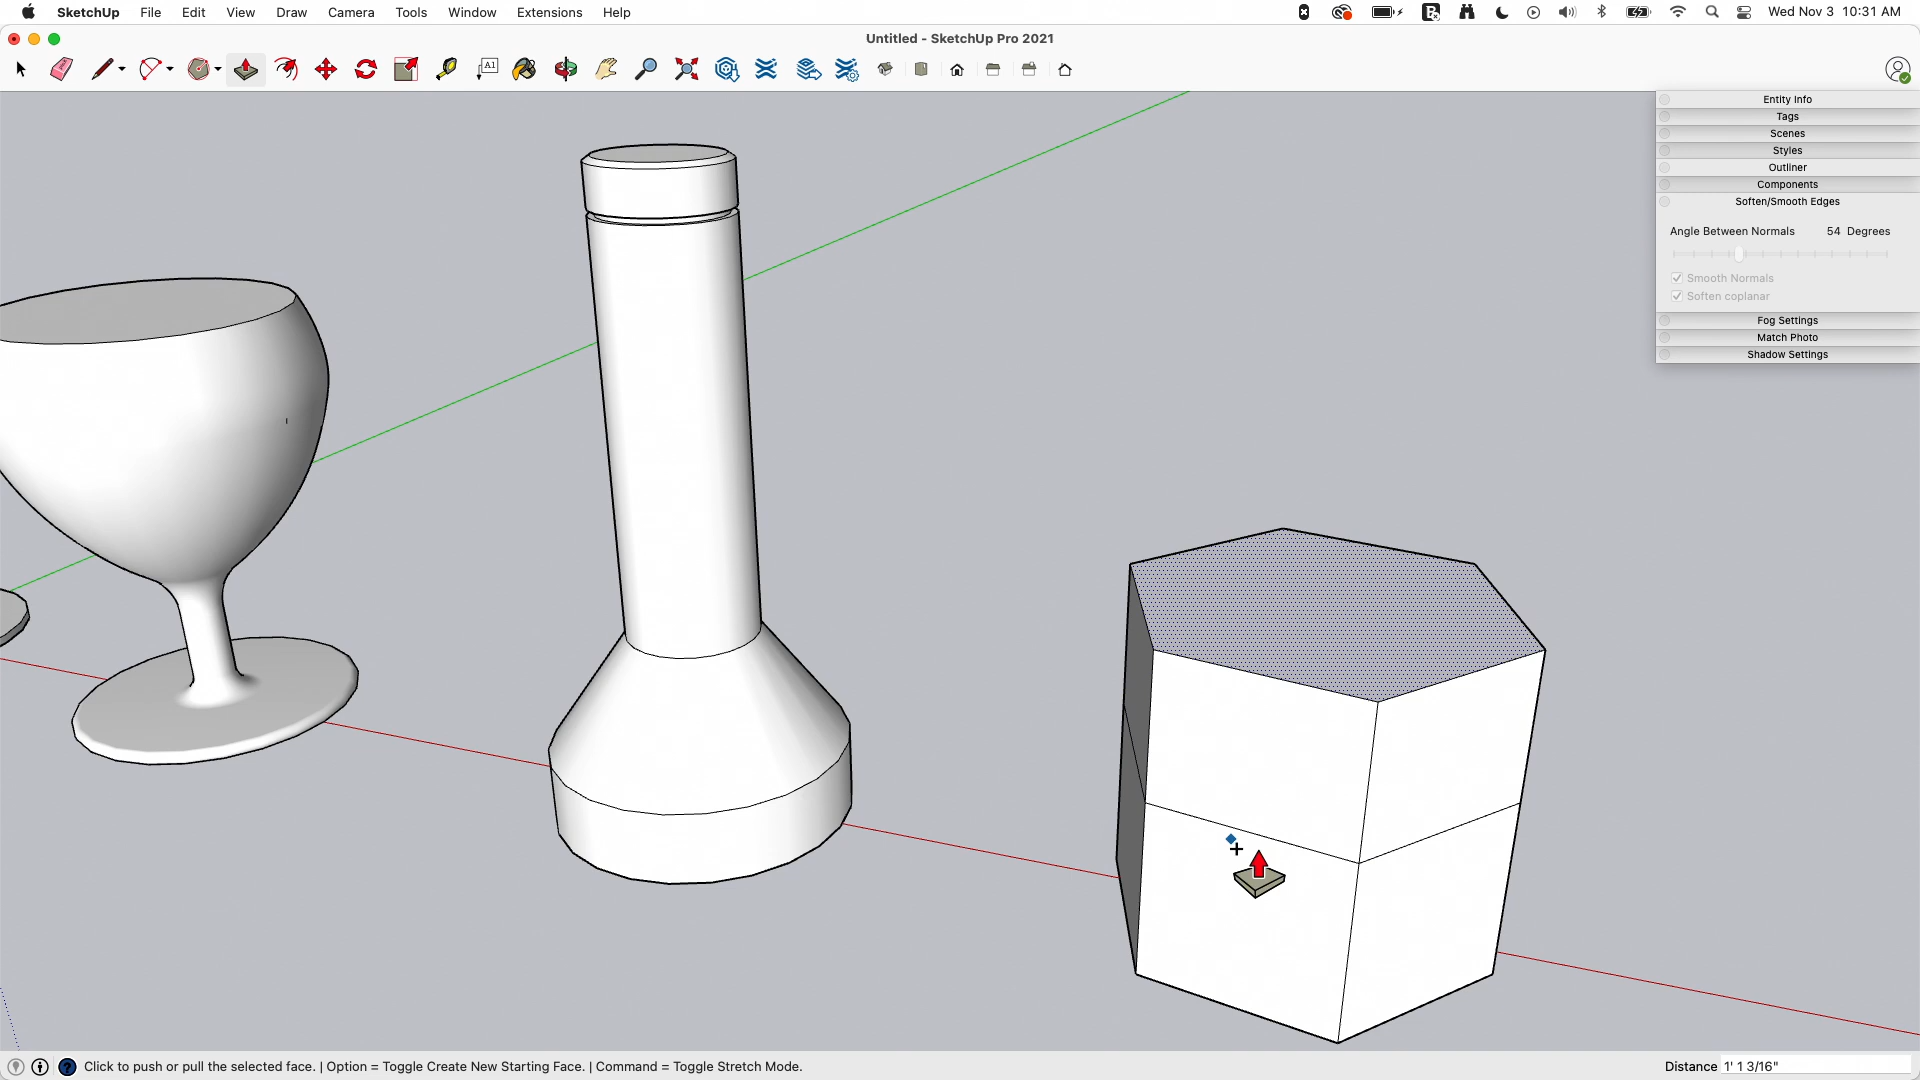 SketchUp File Edit View Draw Camera Tools Window Extensions Help Wed Nov 3 10:31 AM
Untitled - SketchUp Pro 2021
A1
Entity Info
Tags
Scenes
Styles
Outliner
Components
Soften/Smooth Edges
Angle Between Normals 54 Degrees
Smooth Normals
Soften coplanar
Fog Settings
Match Photo
Shadow Settings
Click to push or pull the selected face. | Option = Toggle Create New Starting Face. | Command = Toggle Stretch Mode. Distance 1' 1 3/16"